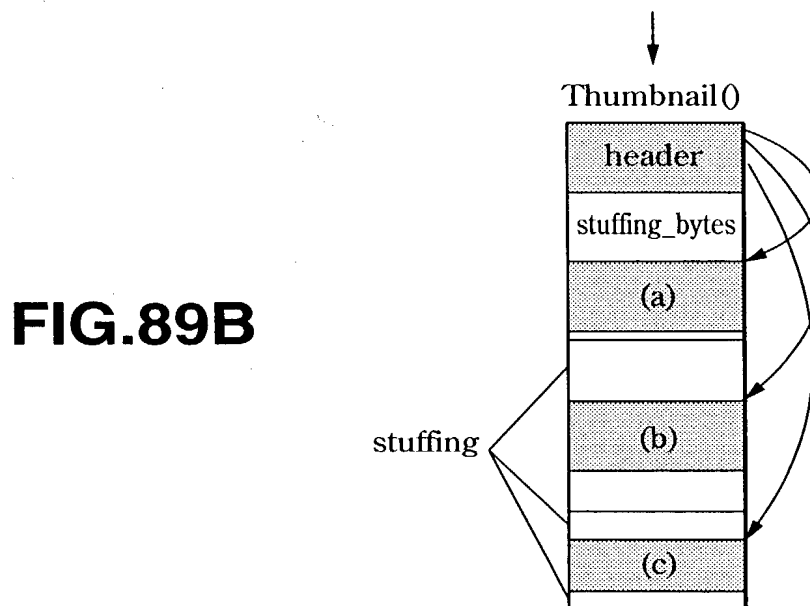 Thumbnail()
header
stuffing_bytes
(a)
FIG.89B
(b)
stuffing
(c)